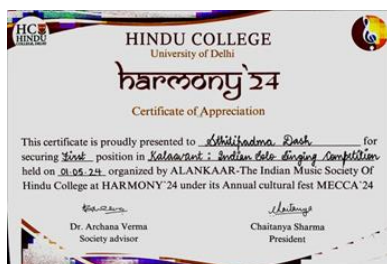 HC HINDU
HINDU COLLEGE
University of Delhi
harmony'24
Certificate of Appreciation
This certificate is proudly presented to Sthitipadma Dash for
securing First position in Kalaavant : Indian Solo Singing Competition
held on 01.05.24 organized by ALANKAAR-The Indian Music Society Of
Hindu College at HARMONY'24 under its Annual cultural fest MECCA'24
Dr. Archana Verma Chaitanya Sharma
Society advisor President